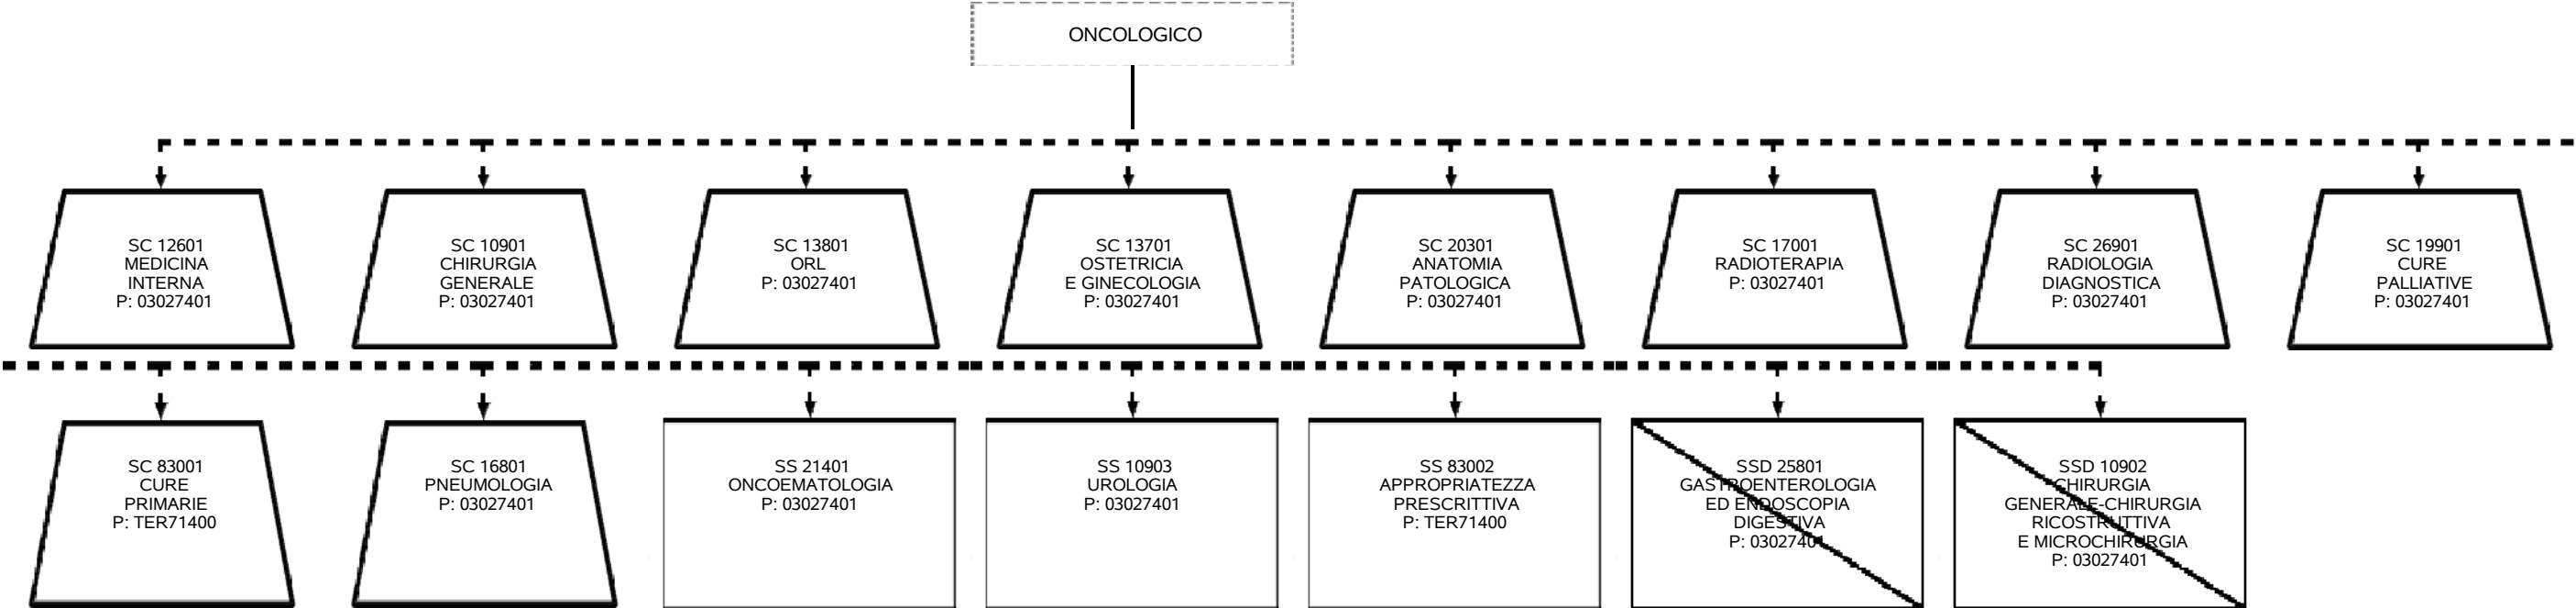 ONCOLOGICO
SC 12601
MEDICINA
INTERNA
P: 03027401
SC 10901
CHIRURGIA
GENERALE
P: 03027401
SC 13801
ORL
P: 03027401
SC 13701
OSTETRICIA
E GINECOLOGIA
P: 03027401
SC 20301
ANATOMIA
PATOLOGICA
P: 03027401
SC 17001
RADIOTERAPIA
P: 03027401
SC 26901
RADIOLOGIA
DIAGNOSTICA
P: 03027401
SC 19901
CURE
PALLIATIVE
P: 03027401
SC 83001
CURE
PRIMARIE
P: TER71400
SC 16801
PNEUMOLOGIA
P: 03027401
SS 21401
ONCOEMATOLOGIA
P: 03027401
SS 10903
UROLOGIA
P: 03027401
SS 83002
APPROPRIATEZZA
PRESCRITTIVA
P: TER71400
SSD 25801
GASTROENTEROLOGIA
ED ENDOSCOPIA
DIGESTIVA
P: 03027401
SSD 10902
CHIRURGIA
GENERALE-CHIRURGIA
RICOSTRUTTIVA
E MICROCHIRURGIA
P: 03027401